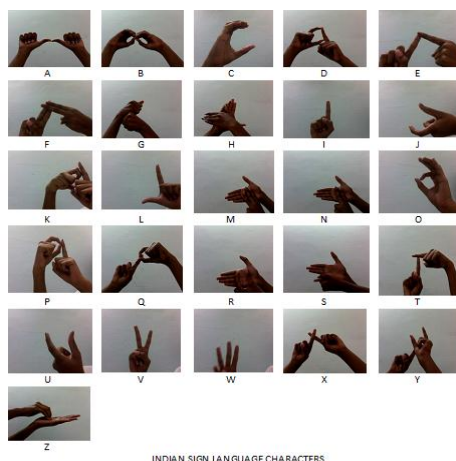 A B C D E
F G H I J
K L M N O
P Q R S T
U V W X Y
Z
INDIAN SIGN LANGUAGE CHARACTERS